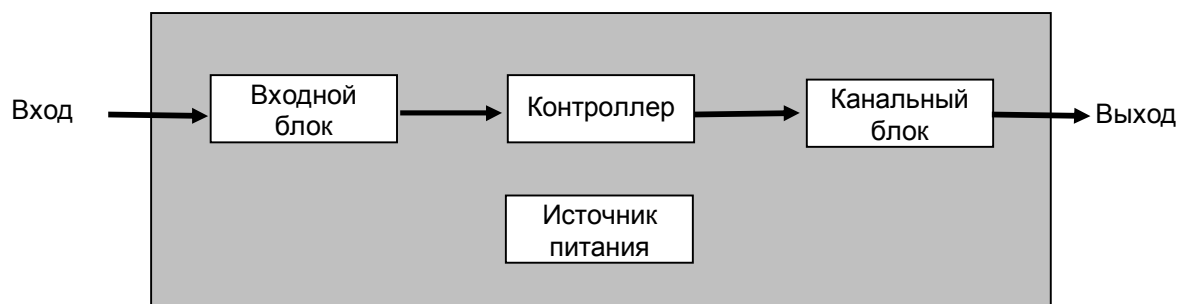 Вход
Входной
блок
Контроллер
Канальный
блок
Выход
Источник
питания